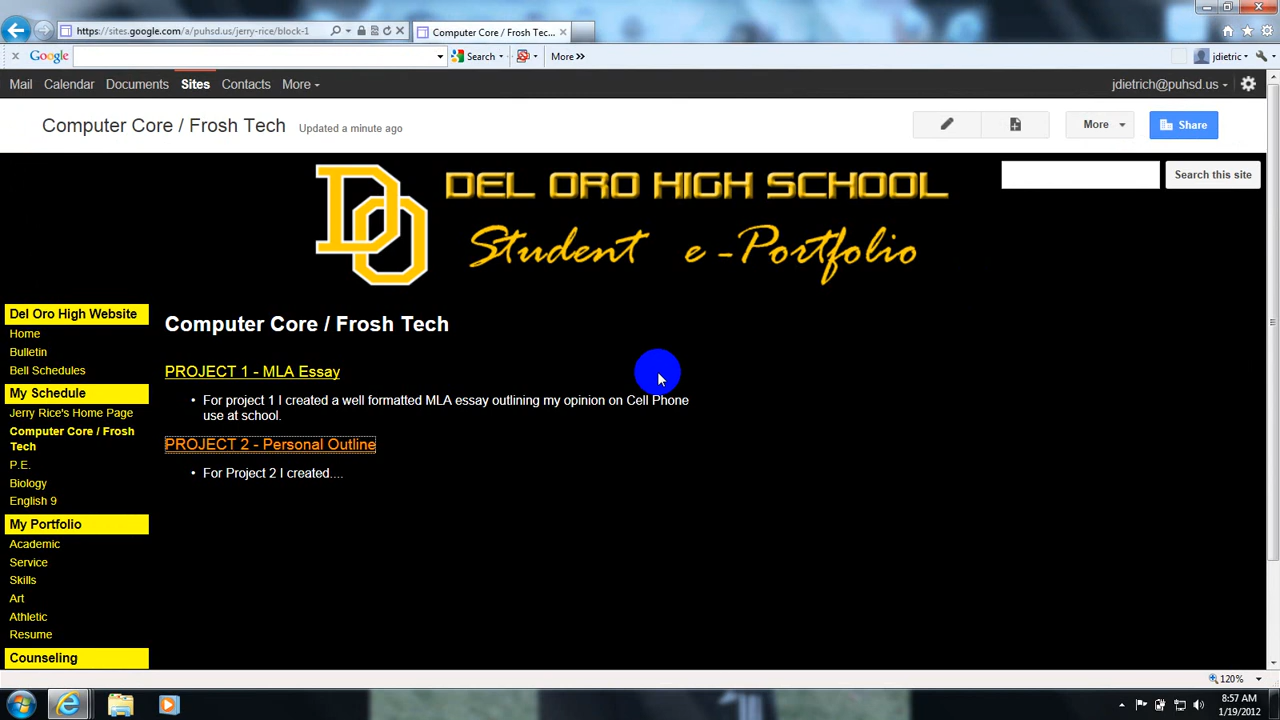 https://sites.google.com/a/puhsd.us/jerry-rice/block-1
Computer Core / Frosh Tec...
Google
Search
More »
jdietric
Mail
Calendar
Documents
Sites
Contacts
More
jdietrich@puhsd.us
Computer Core / Frosh Tech
Updated a minute ago
More
Share
DO
DEL ORO HIGH SCHOOL
Student e-Portfolio
Search this site
Del Oro High Website
Home
Bulletin
Bell Schedules
My Schedule
Jerry Rice's Home Page
Computer Core / Frosh
Tech
P.E.
Biology
English 9
My Portfolio
Academic
Service
Skills
Art
Athletic
Resume
Counseling
Computer Core / Frosh Tech
PROJECT 1 - MLA Essay
• For project 1 I created a well formatted MLA essay outlining my opinion on Cell Phone
use at school.
PROJECT 2 - Personal Outline
• For Project 2 I created....
120%
8:57 AM
1/19/2012